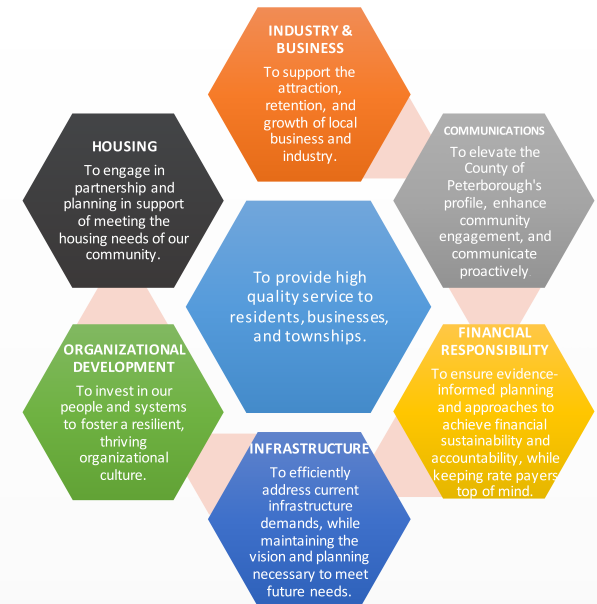 INDUSTRY &
BUSINESS
To support the
attraction,
retention, and
growth of local
business and
industry.
COMMUNICATIONS
To elevate the
County of
Peterborough's
profile, enhance
community
engagement, and
communicate
proactively
HOUSING
To engage in
partnership and
planning in support
of meeting the
housing needs of our
community.
To provide high
quality service to
residents, businesses,
and townships.
FINANCIAL
RESPONSIBILITY
To ensure evidence-
informed planning
and approaches to
achieve financial
sustainability and
accountability, while
keeping rate payers
top of mind.
ORGANIZATIONAL
DEVELOPMENT
To invest in our
people and systems
to foster a resilient,
thriving
organizational
culture.
INFRASTRUCTURE
To efficiently
address current
infrastructure
demands, while
maintaining the
vision and planning
necessary to meet
future needs.